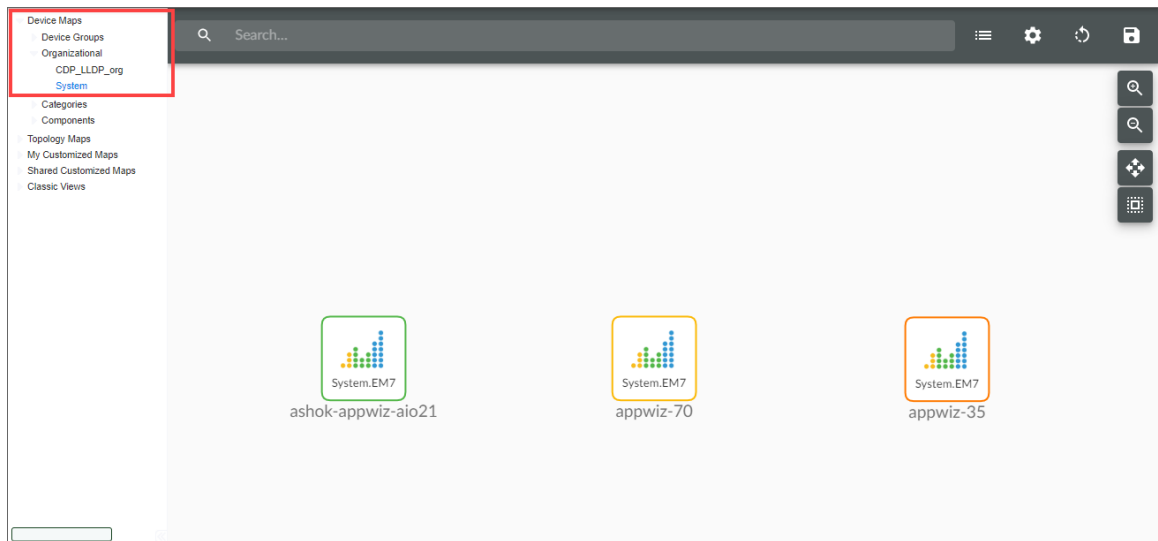 Device Maps
Device Groups
Organizational
CDP_LLDP_org
System
Categories
Components
Topology Maps
My Customized Maps
Shared Customized Maps
Classic Views
Search...
System.EM7
ashok-appwiz-aio21
System.EM7
appwiz-70
System.EM7
appwiz-35